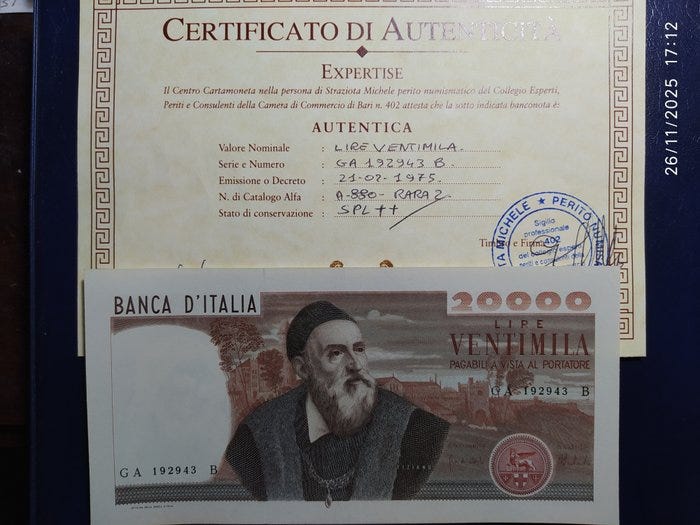 CERTIFICATO DI AUTENTICITÀ
EXPERTISE
Il Centro Cartamoneta nella persona di Straziota Michele perito numismatico del Collegio Esperti,
Periti e Consulenti della Camera di Commercio di Bari n. 402 attesta che la sotto indicata banconota è:
AUTENTICA
Valore Nominale : LIRE VENTIMILA.
Serie e Numero : GA 192943 B.
Emissione o Decreto : 21-02-1975.
N. di Catalogo Alfa : A-880- RARA 2.
Stato di conservazione : SPL++
Timbro e Firma
MICHELE ★ PERITO
Sigillo
professionale
402
BANCA D'ITALIA
20000
LIRE
VENTIMILA
PAGABILI A VISTA AL PORTATORE
GA 192943 B
GA 192943 B
TIZIANO
26/11/2025 17:12